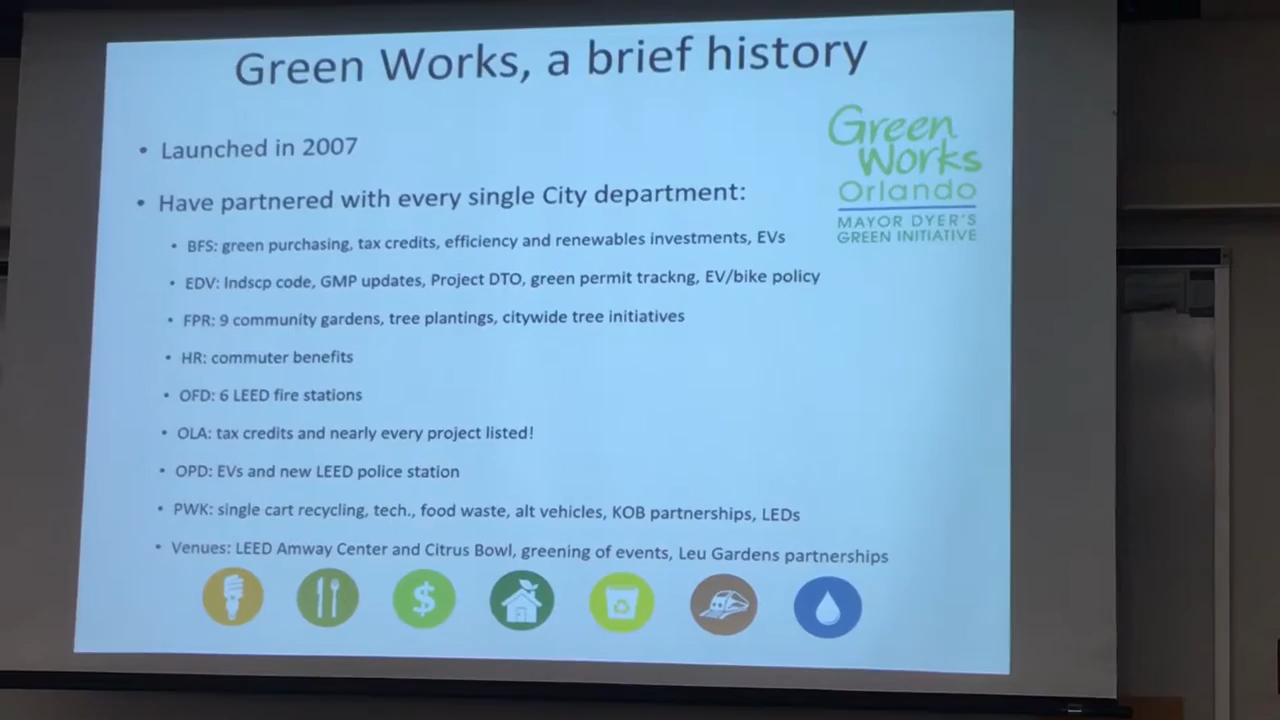 Green Works, a brief history
• Launched in 2007
• Have partnered with every single City department:
• BFS: green purchasing, tax credits, efficiency and renewables investments, EVs
• EDV: lndscp code, GMP updates, Project DTO, green permit trackng, EV/bike policy
• FPR: 9 community gardens, tree plantings, citywide tree initiatives
• HR: commuter benefits
• OFD: 6 LEED fire stations
• OLA: tax credits and nearly every project listed!
• OPD: EVs and new LEED police station
• PWK: single cart recycling, tech., food waste, alt vehicles, KOB partnerships, LEDs
• Venues: LEED Amway Center and Citrus Bowl, greening of events, Leu Gardens partnerships
Green
Works
Orlando
MAYOR DYER'S
GREEN INITIATIVE
$